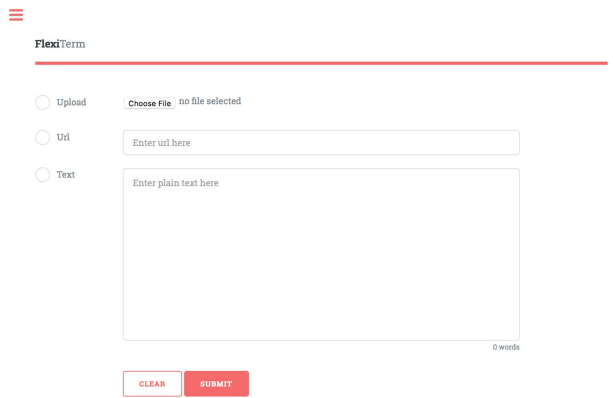 FlexiTerm
Upload Choose File no file selected
Url Enter url here
Text Enter plain text here
0 words
CLEAR SUBMIT